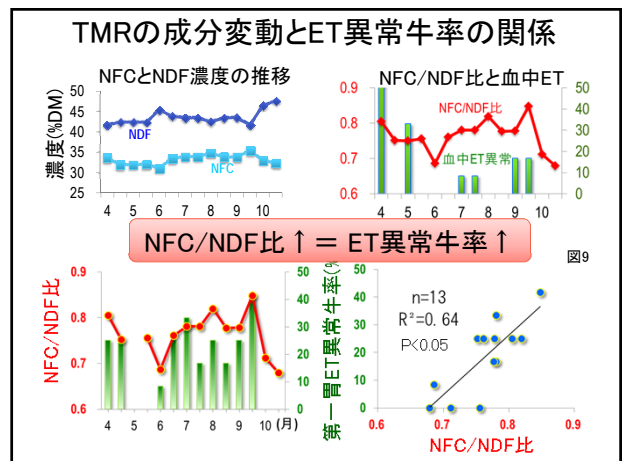 TMRの成分変動とET異常牛率の関係
NFCとNDF濃度の推移
濃度(%DM)
50
45
40
35
30
25
NDF
NFC
4 5 6 7 8 9 10
NFC/NDF比と血中ET
0.9
0.8
0.7
0.6
NFC/NDF比
血中ET異常
50
40
30
20
10
0
4 5 6 7 8 9 10
NFC/NDF比↑＝ET異常牛率↑
図9
NFC/NDF比
0.9
0.8
0.7
0.6
50
40
30
20
10
0
4 5 6 7 8 9 10 (月)
第一胃ET異常牛率(%
50
40
30
20
10
0
n=13
R²=0.64
P<0.05
0.6 0.7 0.8 0.9
NFC/NDF比